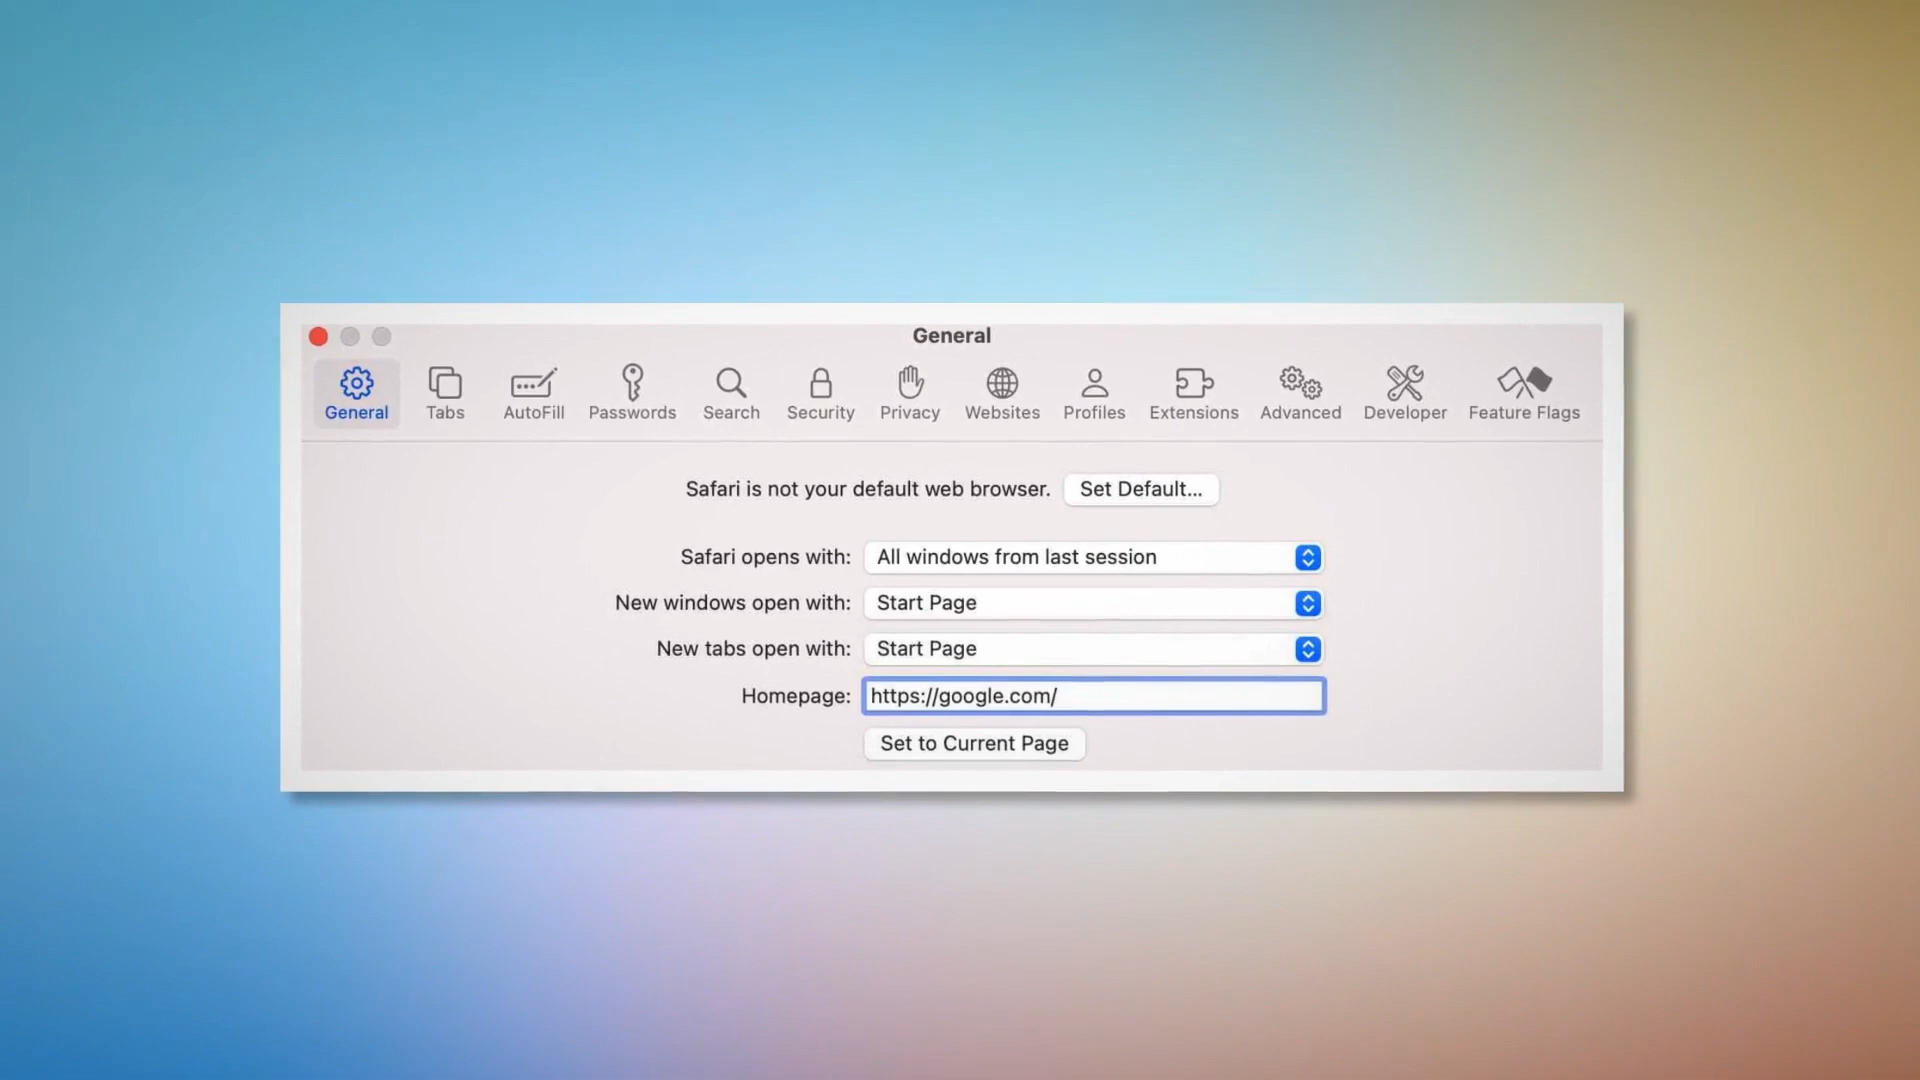 General
General Tabs AutoFill Passwords Search Security Privacy Websites Profiles Extensions Advanced Developer Feature Flags
Safari is not your default web browser. Set Default...
Safari opens with: All windows from last session
New windows open with: Start Page
New tabs open with: Start Page
Homepage: https://google.com/
Set to Current Page